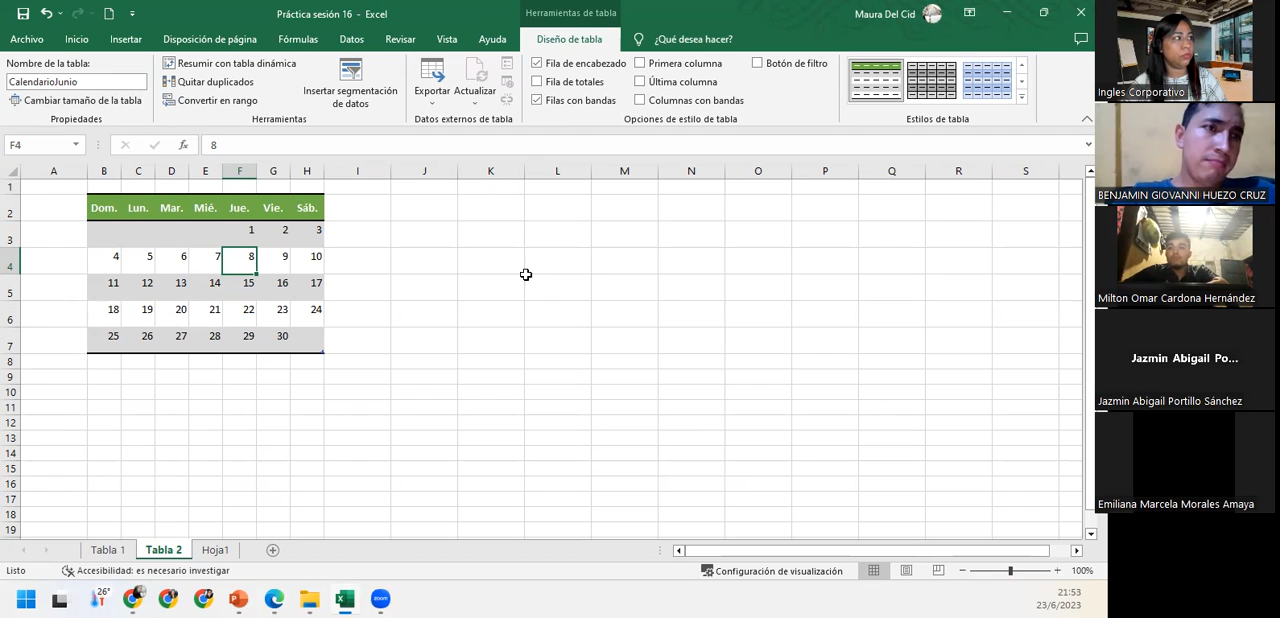 Práctica sesión 16 - Excel
Herramientas de tabla
Maura Del Cid
Archivo Inicio Insertar Disposición de página Fórmulas Datos Revisar Vista Ayuda Diseño de tabla ¿Qué desea hacer?
Nombre de la tabla:
CalendarioJunio
Cambiar tamaño de la tabla
Propiedades
Resumir con tabla dinámica
Quitar duplicados
Convertir en rango
Insertar segmentación
de datos
Herramientas
Exportar Actualizar
Datos externos de tabla
Fila de encabezado Primera columna Botón de filtro
Fila de totales Última columna
Filas con bandas Columnas con bandas
Opciones de estilo de tabla
Estilos de tabla
F4 fx 8
A B C D E F G H I J K L M N O P Q R S
1
2 Dom. Lun. Mar. Mié. Jue. Vie. Sáb.
3 1 2 3
4 4 5 6 7 8 9 10
5 11 12 13 14 15 16 17
6 18 19 20 21 22 23 24
7 25 26 27 28 29 30
8
9
10
11
12
13
14
15
16
17
18
19
Tabla 1 Tabla 2 Hoja1
Listo Accesibilidad: es necesario investigar Configuración de visualización 100%
26°
zoom
21:53
23/6/2023
Ingles Corporativo
BENJAMIN GIOVANNI HUEZO CRUZ
Milton Omar Cardona Hernández
Jazmin Abigail Po...
Jazmin Abigail Portillo Sánchez
Emiliana Marcela Morales Amaya